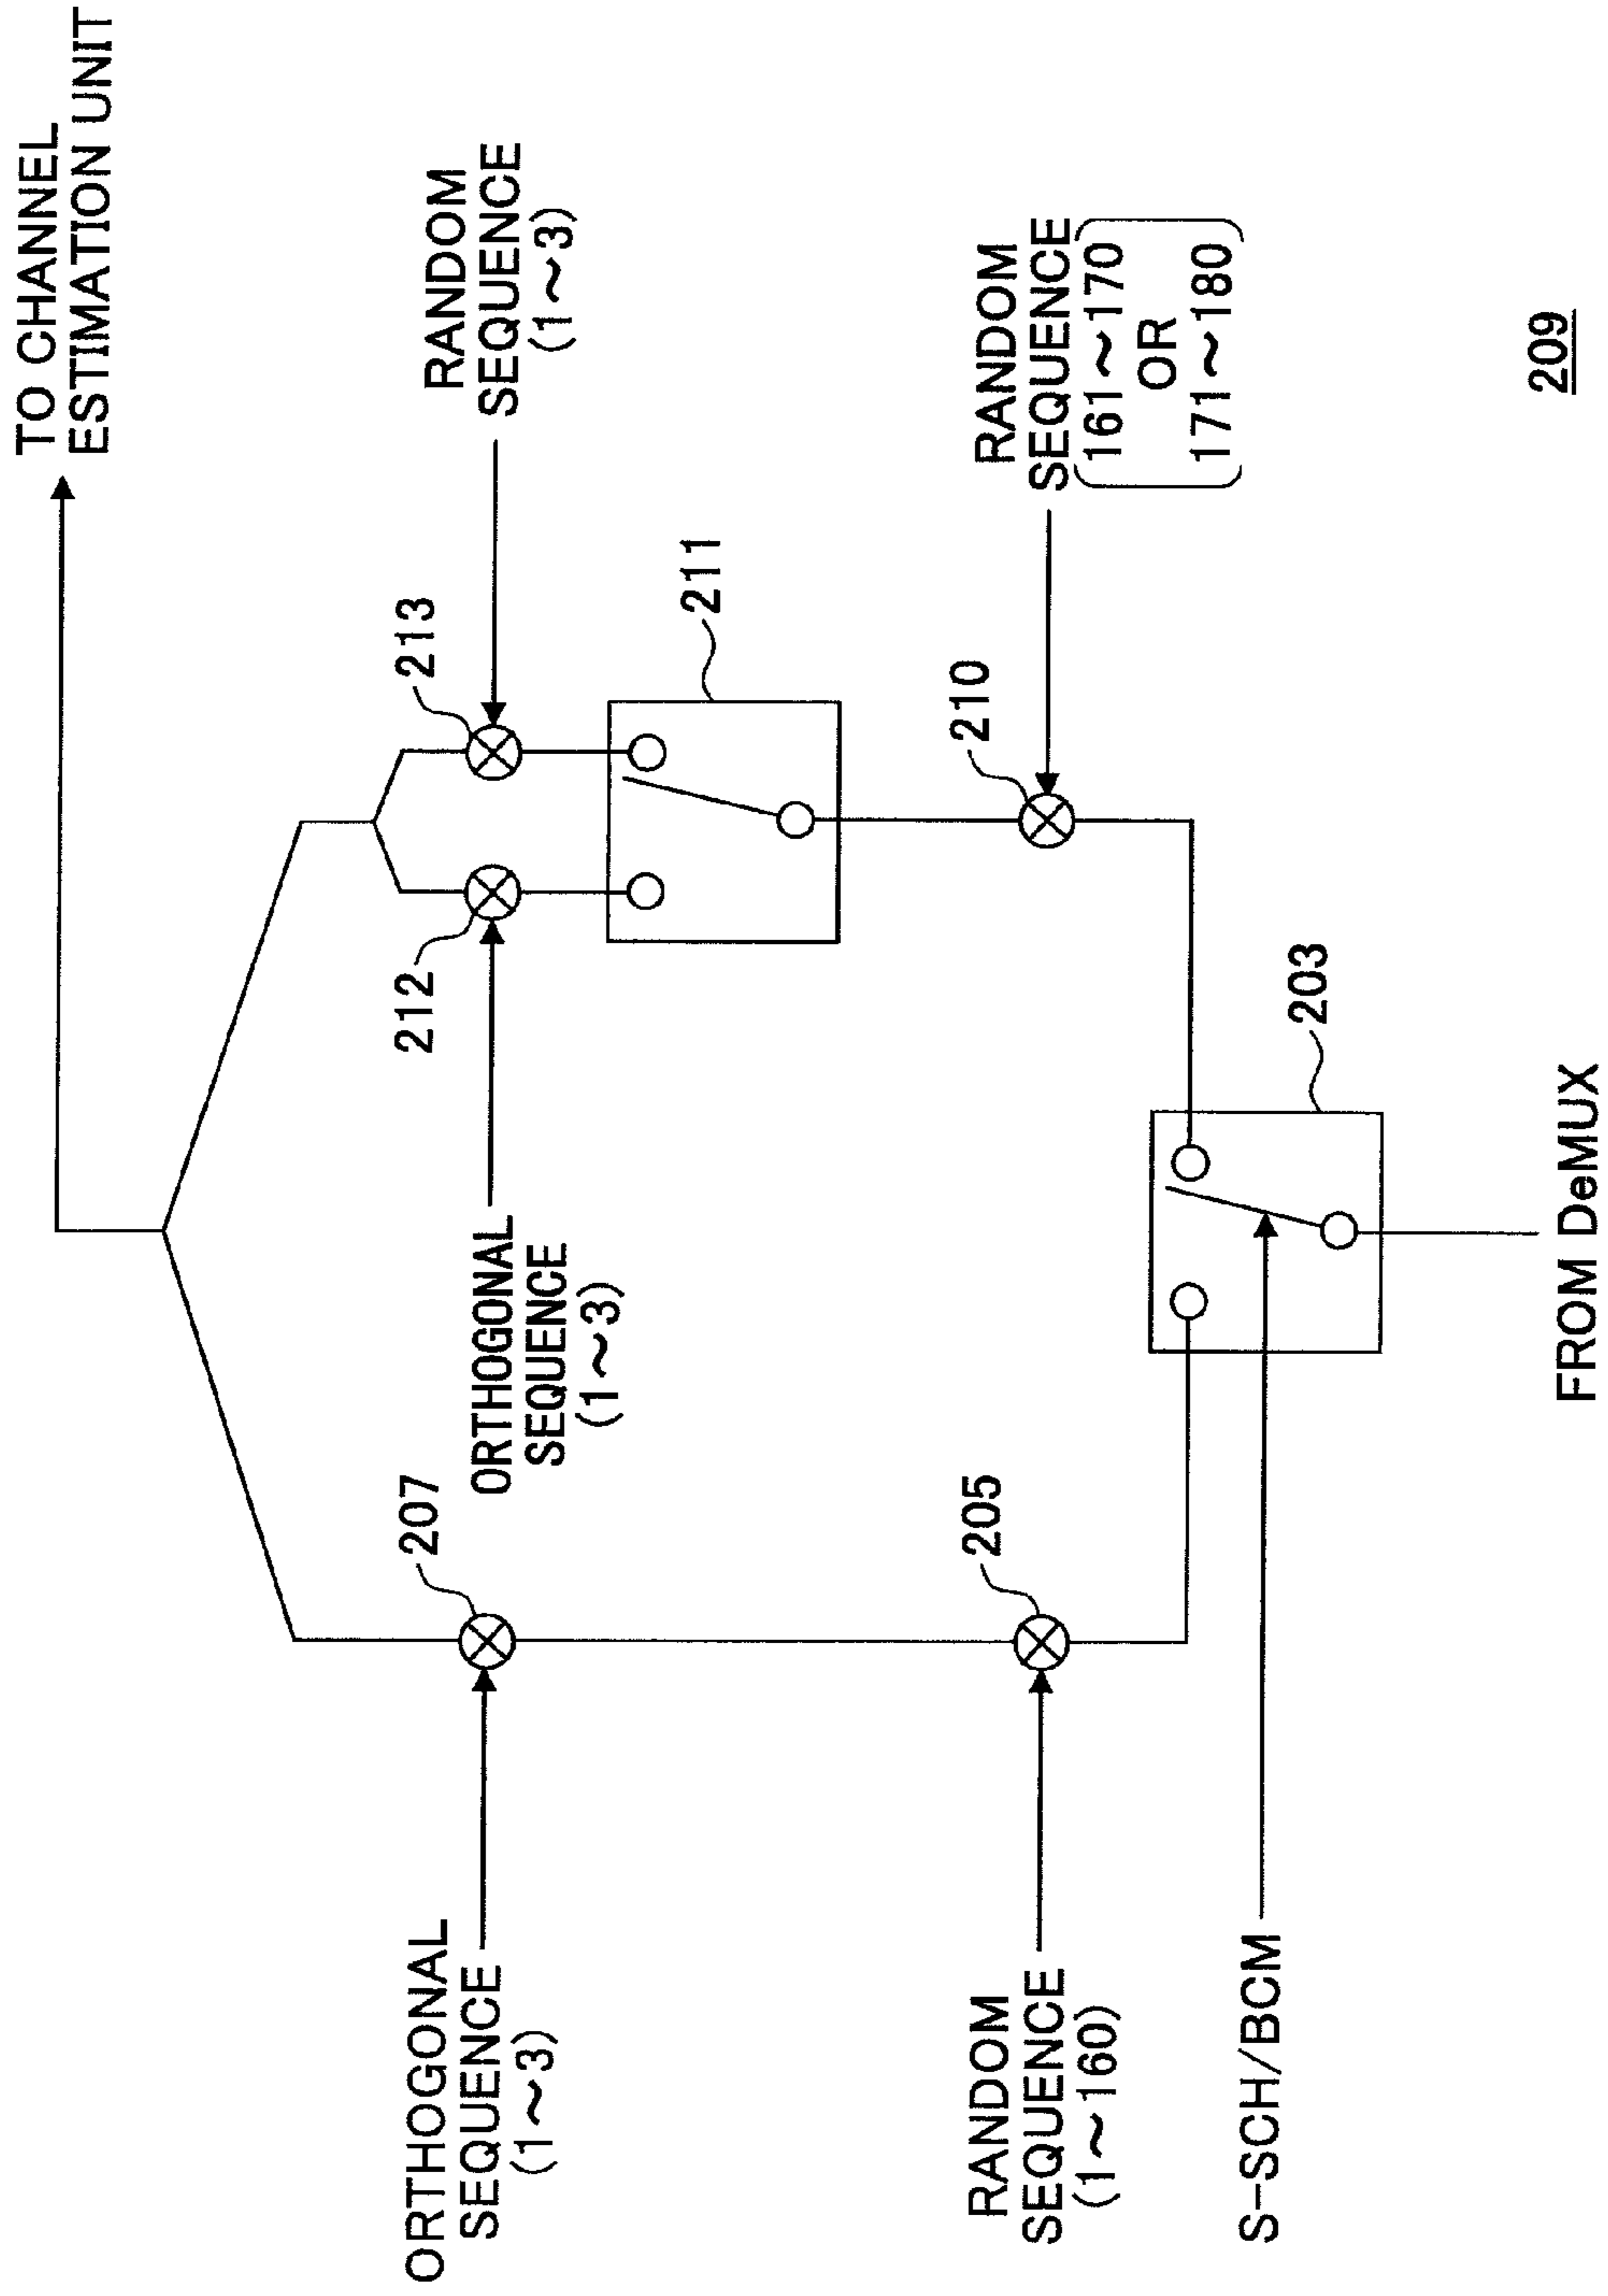 TO CHANNEL
ESTIMATION UNIT
RANDOM
SEQUENCE
(1~3)
213
212
ORTHOGONAL
SEQUENCE
(1~3)
211
207
ORTHOGONAL
SEQUENCE
(1~3)
RANDOM
SEQUENCE
161~170
OR
171~180
210
205
RANDOM
SEQUENCE
(1~160)
203
S-SCH/BCM
FROM DeMUX
209